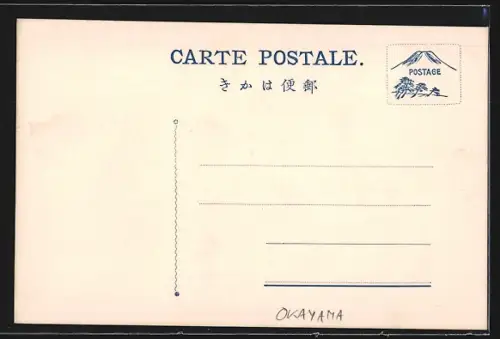 CARTE POSTALE.
きかは便郵
POSTAGE
OKAYAMA